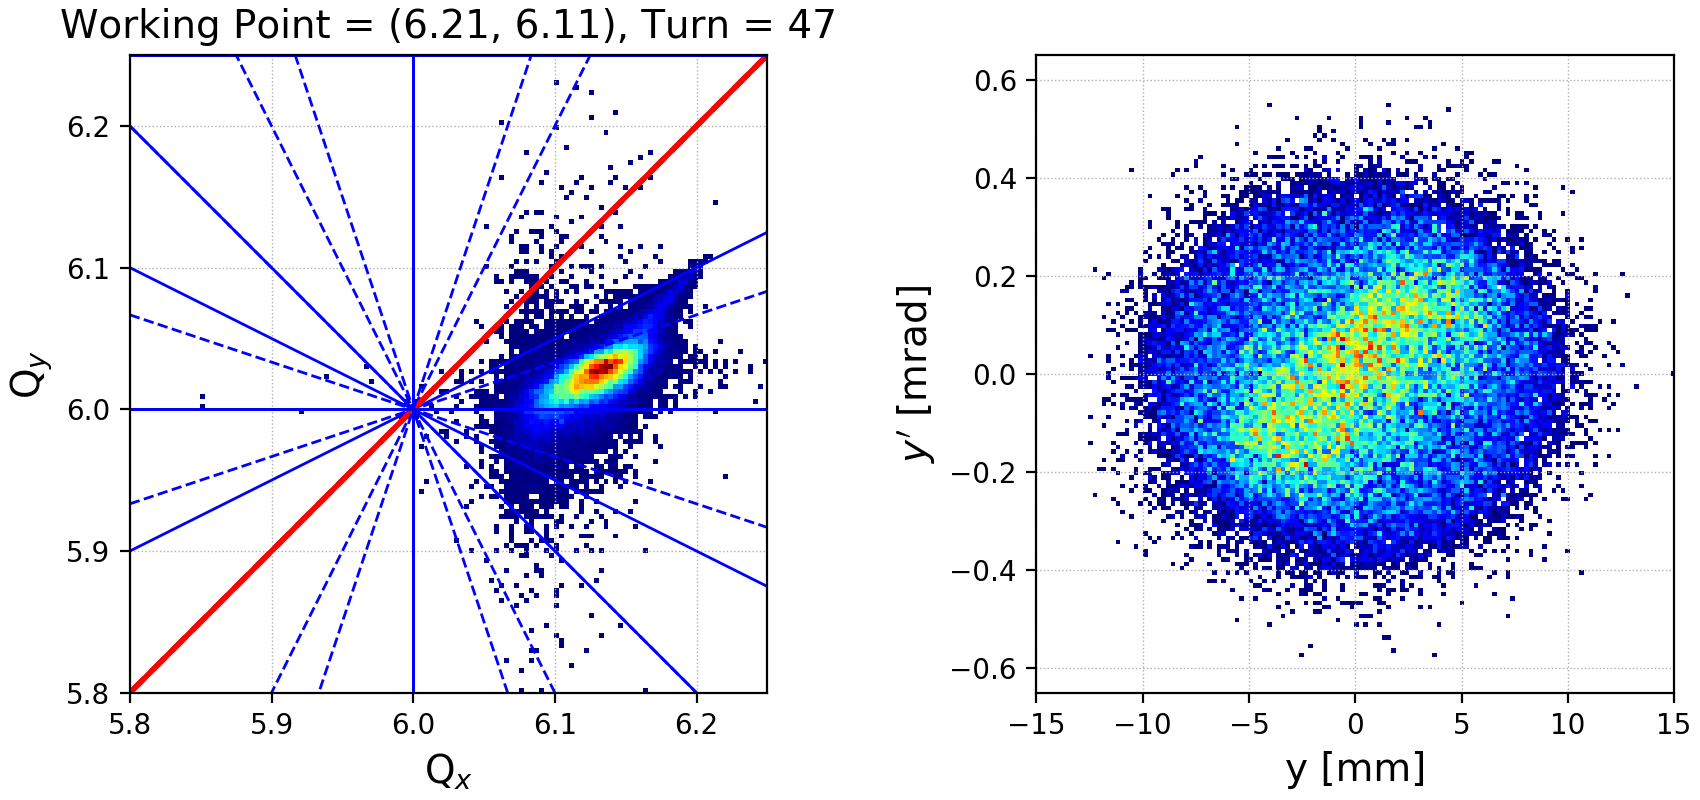 Working Point = (6.21, 6.11), Turn = 47
6.2
6.1
6.0
5.9
5.8
Q_y
5.8 5.9 6.0 6.1 6.2
Q_x
0.6
0.4
0.2
0.0
−0.2
−0.4
−0.6
y′ [mrad]
−15 −10 −5 0 5 10 15
y [mm]